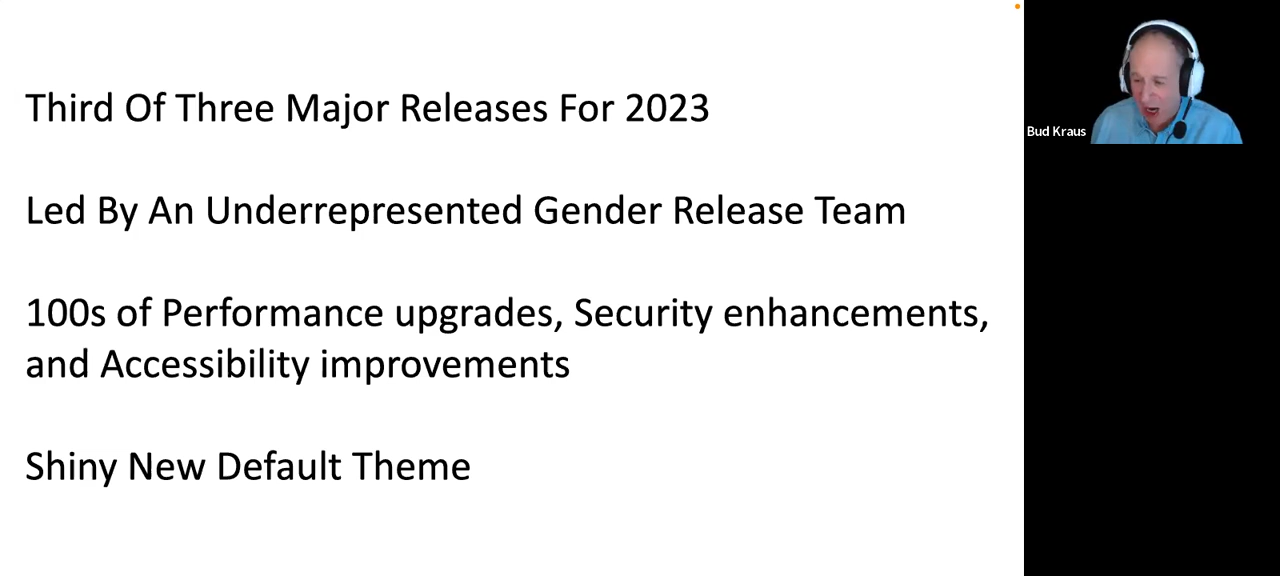 Third Of Three Major Releases For 2023
Led By An Underrepresented Gender Release Team
100s of Performance upgrades, Security enhancements,
and Accessibility improvements
Shiny New Default Theme
Bud Kraus